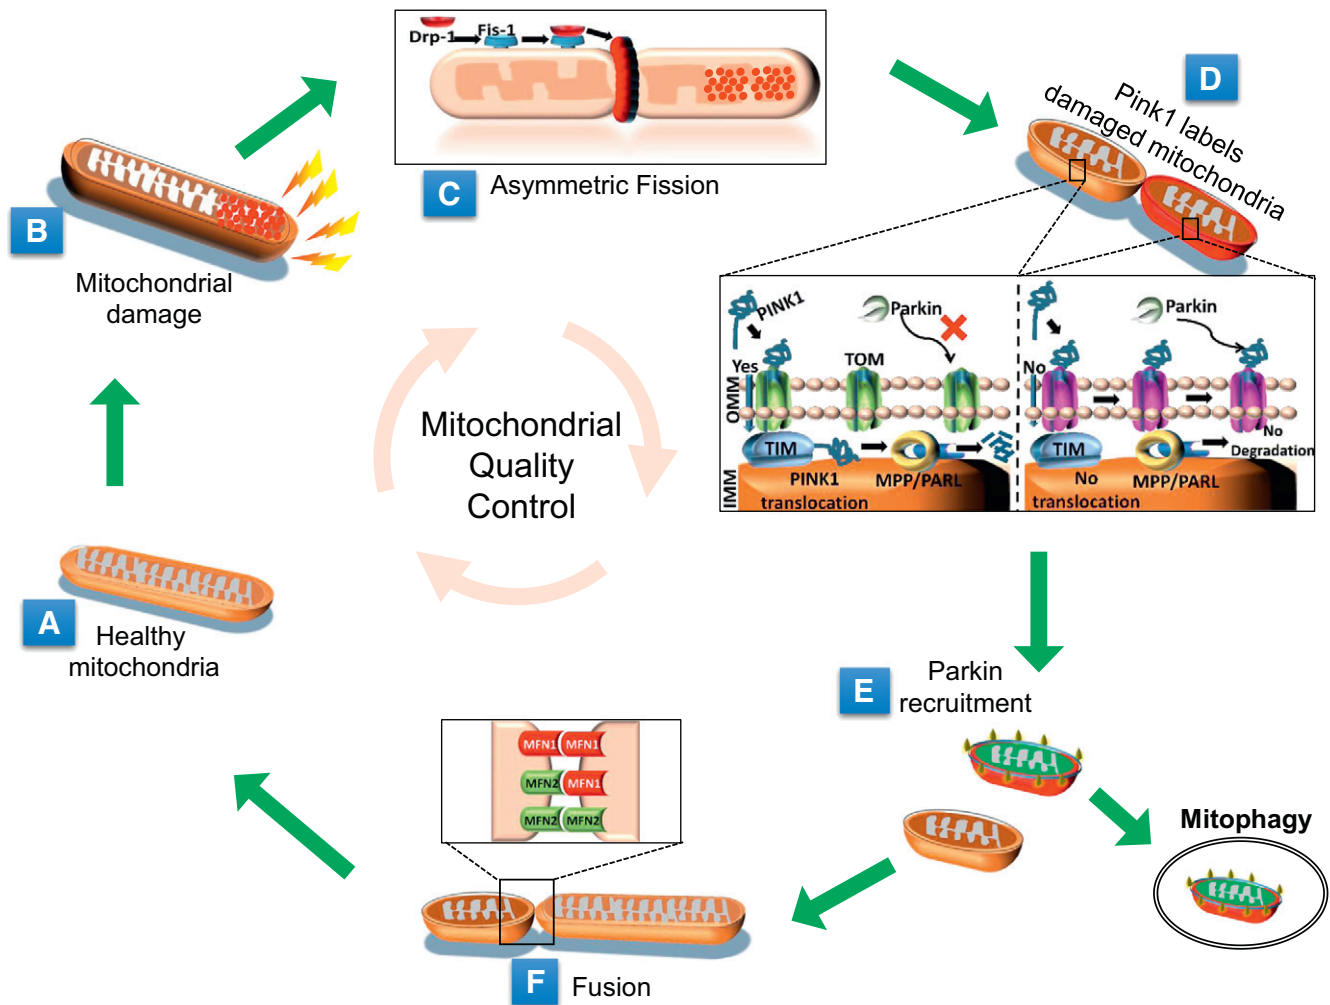 Drp-1
Fis-1
C
Asymmetric Fission
D
Pink1 labels
damaged mitochondria
B
Mitochondrial
damage
PINK1
Parkin
Yes
TOM
OMM
TIM
PINK1
translocation
MPP/PARL
IMM
Parkin
No
TIM
No
translocation
MPP/PARL
No
Degradation
Mitochondrial
Quality
Control
A
Healthy
mitochondria
E
Parkin
recruitment
Mitophagy
MFN1 MFN1
MFN2 MFN1
MFN2 MFN2
F
Fusion